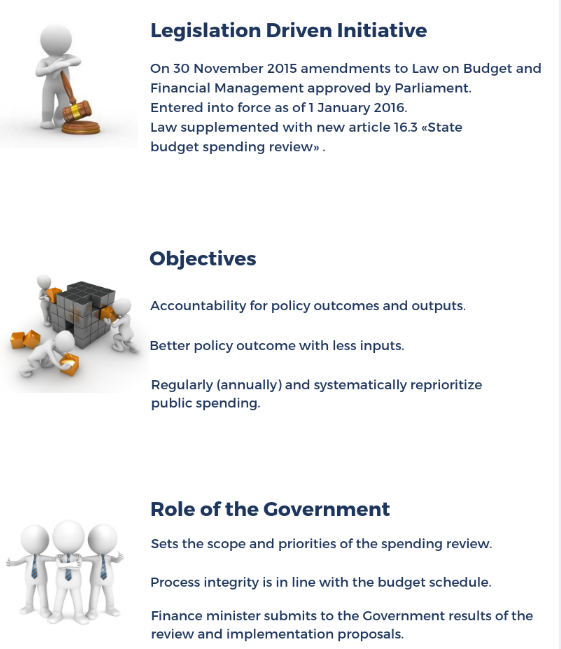 Legislation Driven Initiative
On 30 November 2015 amendments to Law on Budget and
Financial Management approved by Parliament.
Entered into force as of 1 January 2016.
Law supplemented with new article 16.3 «State
budget spending review» .
Objectives
Accountability for policy outcomes and outputs.
Better policy outcome with less inputs.
Regularly (annually) and systematically reprioritize
public spending.
Role of the Government
Sets the scope and priorities of the spending review.
Process integrity is in line with the budget schedule.
Finance minister submits to the Government results of the
review and implementation proposals.